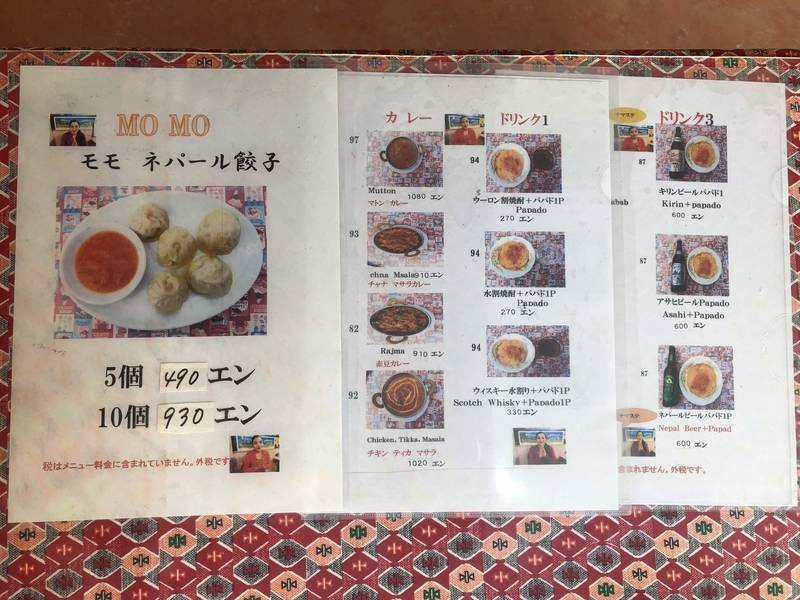 MO MO
モモ ネパール餃子
5個 490 エン
10個 930 エン
税はメニュー料金に含まれていません。外税です
カ レー
97
Mutton
1080 エン
マトンカレー
93
chna Msala910エン
チャナ マサラカレー
82
Rajma 910 エン
赤豆カレー
92
Chicken. Tikka. Masala
チキン ティカ マサラ
1020 エン
ドリンク1
94
ウーロン割焼酎+パパド1P
Papado
270 エン
94
水割焼酎+パパド1P
Papado
270 エン
94
ウィスキー水割り+パパド1P
Scotch Whisky+Papado1P
330エン
ドリンク3
87
キリンビールパパド1
Kirin+papado
600 エン
87
アサヒビールPapado
Asahi+Papado
600 エン
87
ネパールビールパパド1P
Nepal Beer+Papad
600 エン
含まれません。外税です。